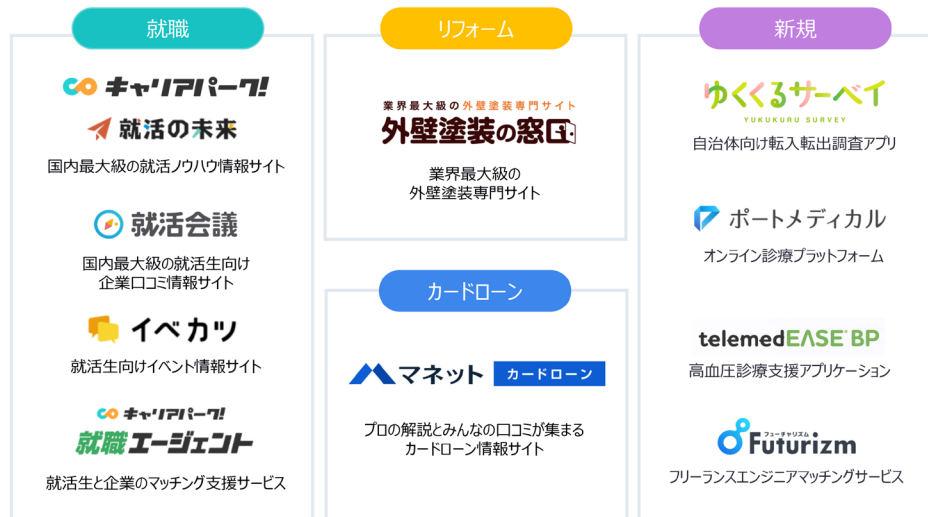 就職
キャリアパーク!
就活の未来
国内最大級の就活ノウハウ情報サイト
就活会議
国内最大級の就活生向け
企業口コミ情報サイト
イベカツ
就活生向けイベント情報サイト
キャリアパーク!
就職エージェント
就活生と企業のマッチング支援サービス
リフォーム
業界最大級の外壁塗装専門サイト
外壁塗装の窓口
業界最大級の
外壁塗装専門サイト
カードローン
マネット カードローン
プロの解説とみんなの口コミが集まる
カードローン情報サイト
新規
ゆくくるサーベイ
YUKUKURU SURVEY
自治体向け転入転出調査アプリ
ポートメディカル
オンライン診療プラットフォーム
telemedEASE® BP
高血圧診療支援アプリケーション
フューチャリズム
Futurizm
フリーランスエンジニアマッチングサービス